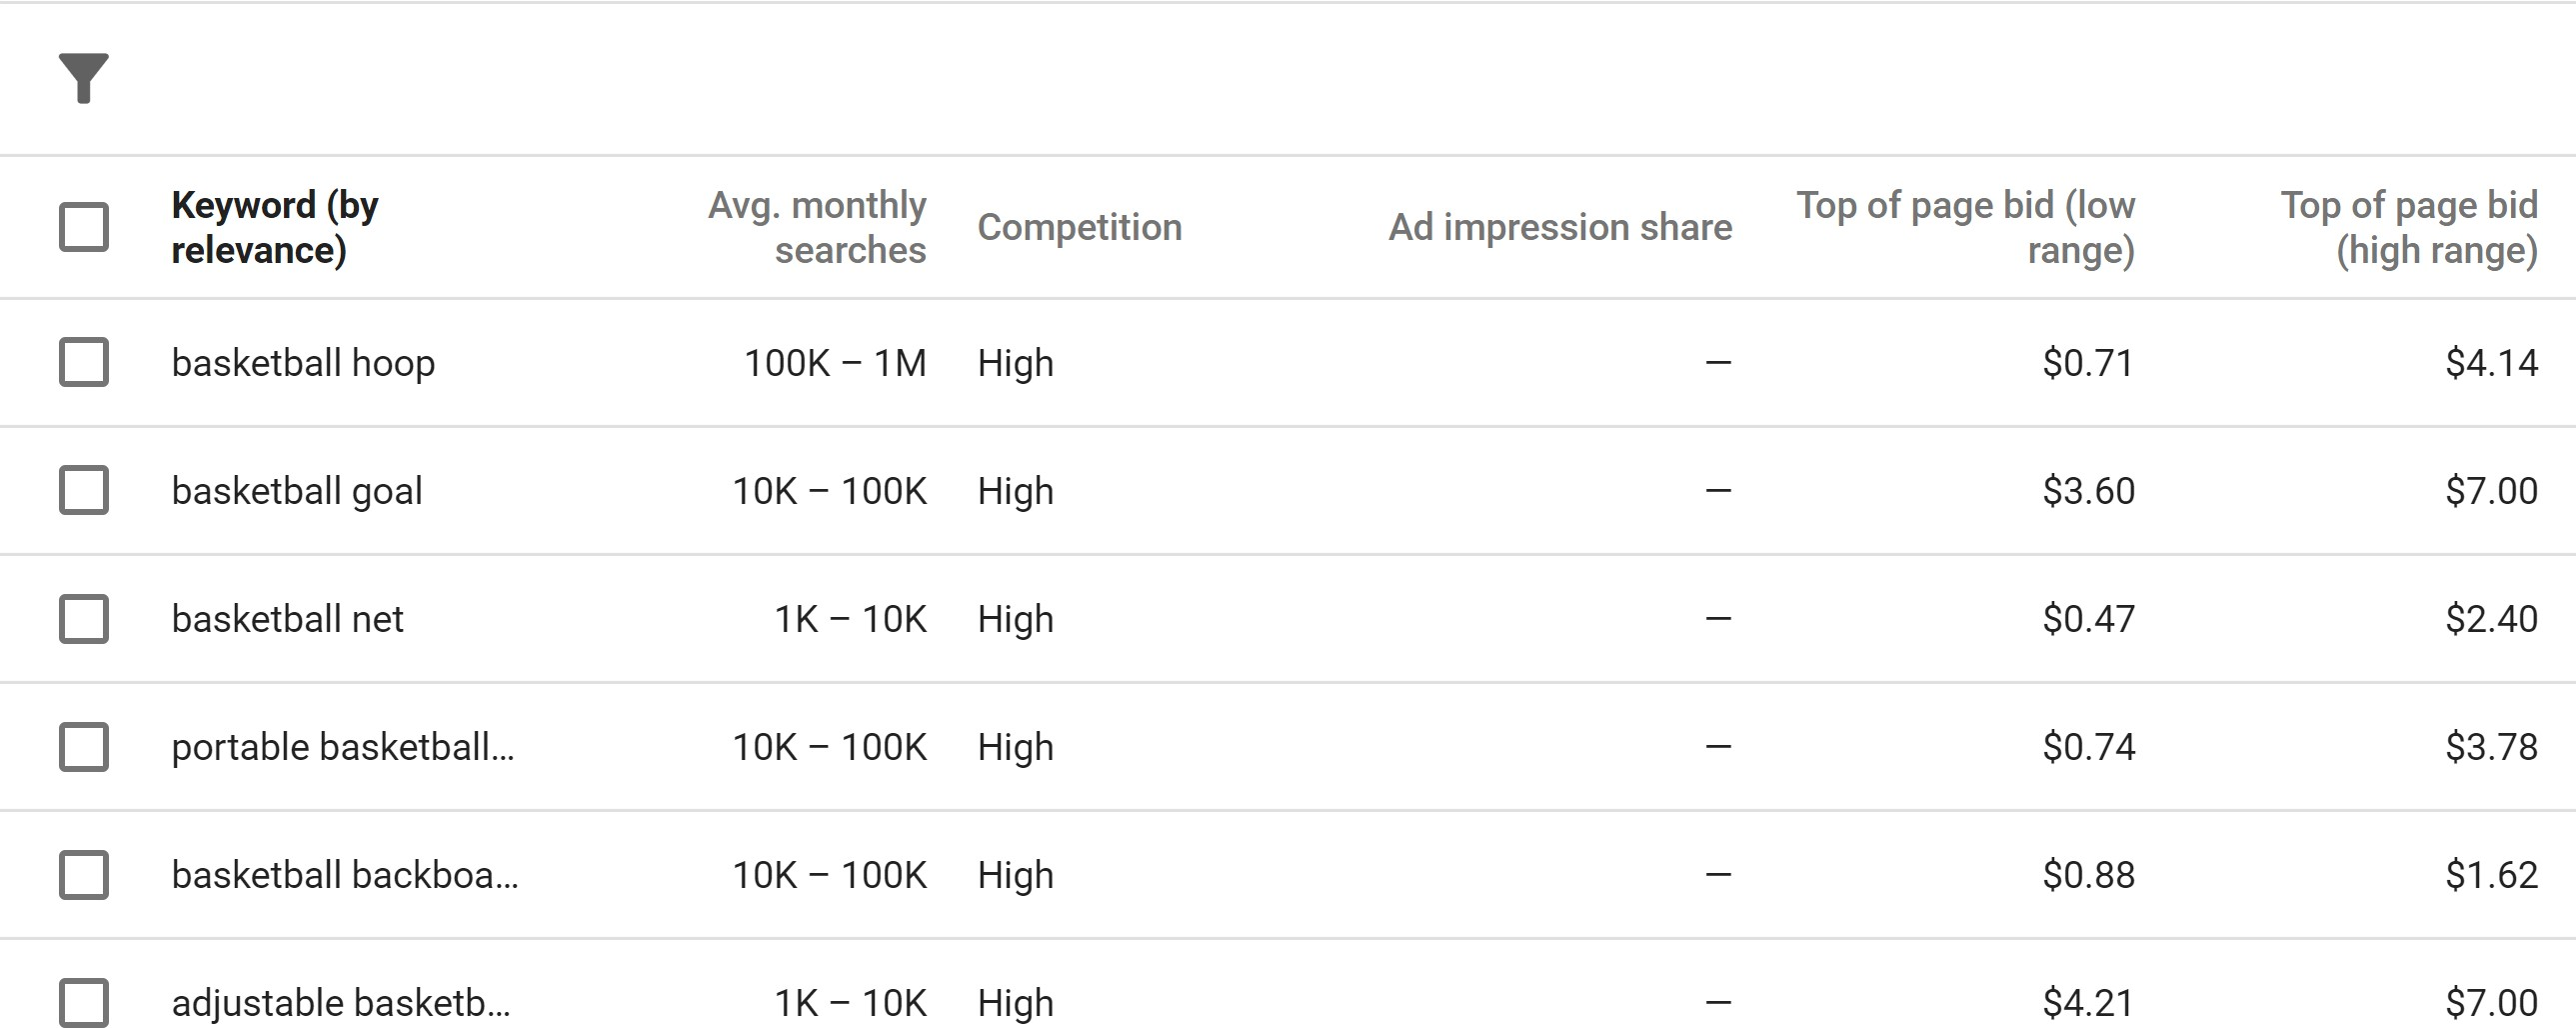 Keyword (by relevance) Avg. monthly searches Competition Ad impression share Top of page bid (low range) Top of page bid (high range)
basketball hoop 100K – 1M High — $0.71 $4.14
basketball goal 10K – 100K High — $3.60 $7.00
basketball net 1K – 10K High — $0.47 $2.40
portable basketball... 10K – 100K High — $0.74 $3.78
basketball backboa... 10K – 100K High — $0.88 $1.62
adjustable basketb... 1K – 10K High — $4.21 $7.00